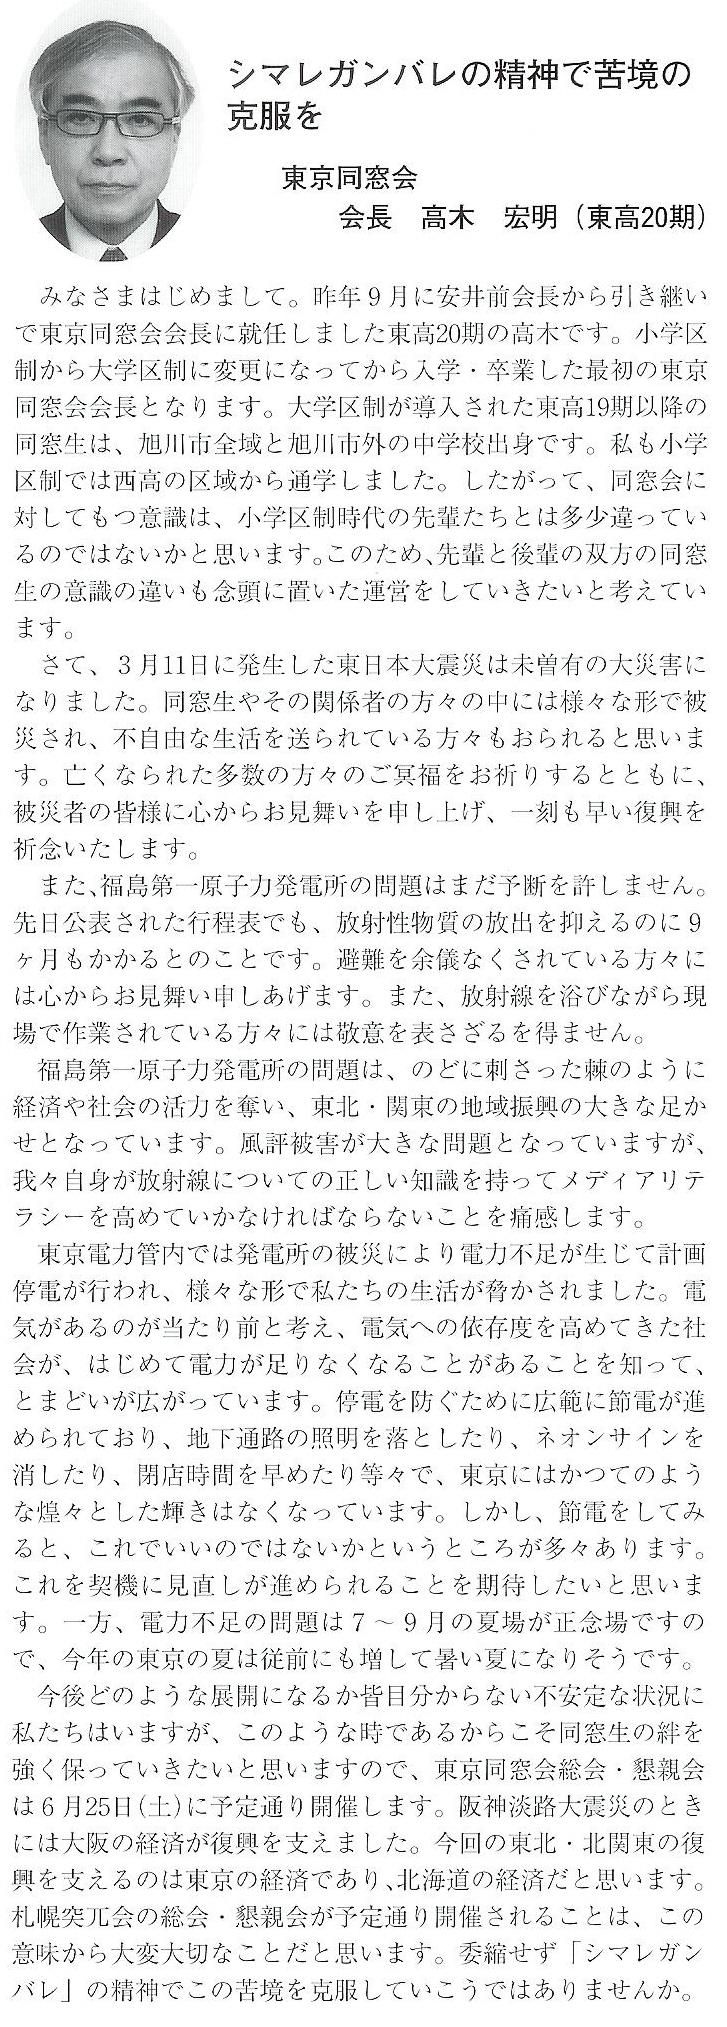 シマレガンバレの精神で苦境の
克服を
東京同窓会
会長　高木　宏明（東高20期）
　みなさまはじめまして。昨年９月に安井前会長から引き継い
で東京同窓会会長に就任しました東高20期の高木です。小学区
制から大学区制に変更になってから入学・卒業した最初の東京
同窓会会長となります。大学区制が導入された東高19期以降の
同窓生は、旭川市全域と旭川市外の中学校出身です。私も小学
区制では西高の区域から通学しました。したがって、同窓会に
対してもつ意識は、小学区制時代の先輩たちとは多少違ってい
るのではないかと思います。このため、先輩と後輩の双方の同窓
生の意識の違いも念頭に置いた運営をしていきたいと考えてい
ます。
　さて、３月11日に発生した東日本大震災は未曽有の大災害に
なりました。同窓生やその関係者の方々の中には様々な形で被
災され、不自由な生活を送られている方々もおられると思いま
す。亡くなられた多数の方々のご冥福をお祈りするとともに、
被災者の皆様に心からお見舞いを申し上げ、一刻も早い復興を
祈念いたします。
　また、福島第一原子力発電所の問題はまだ予断を許しません。
先日公表された行程表でも、放射性物質の放出を抑えるのに９
ヶ月もかかるとのことです。避難を余儀なくされている方々に
は心からお見舞い申しあげます。また、放射線を浴びながら現
場で作業されている方々には敬意を表さざるを得ません。
　福島第一原子力発電所の問題は、のどに刺さった棘のように
経済や社会の活力を奪い、東北・関東の地域振興の大きな足か
せとなっています。風評被害が大きな問題となっていますが、
我々自身が放射線についての正しい知識を持ってメディアリテ
ラシーを高めていかなければならないことを痛感します。
　東京電力管内では発電所の被災により電力不足が生じて計画
停電が行われ、様々な形で私たちの生活が脅かされました。電
気があるのが当たり前と考え、電気への依存度を高めてきた社
会が、はじめて電力が足りなくなることがあることを知って、
とまどいが広がっています。停電を防ぐために広範に節電が進
められており、地下通路の照明を落としたり、ネオンサインを
消したり、閉店時間を早めたり等々で、東京にはかつてのよう
な煌々とした輝きはなくなっています。しかし、節電をしてみ
ると、これでいいのではないかというところが多々あります。
これを契機に見直しが進められることを期待したいと思いま
す。一方、電力不足の問題は７～９月の夏場が正念場ですの
で、今年の東京の夏は従前にも増して暑い夏になりそうです。
　今後どのような展開になるか皆目分からない不安定な状況に
私たちはいますが、このような時であるからこそ同窓生の絆を
強く保っていきたいと思いますので、東京同窓会総会・懇親会
は６月25日(土)に予定通り開催します。阪神淡路大震災のとき
には大阪の経済が復興を支えました。今回の東北・北関東の復
興を支えるのは東京の経済であり、北海道の経済だと思います。
札幌突兀会の総会・懇親会が予定通り開催されることは、この
意味から大変大切なことだと思います。委縮せず「シマレガン
バレ」の精神でこの苦境を克服していこうではありませんか。